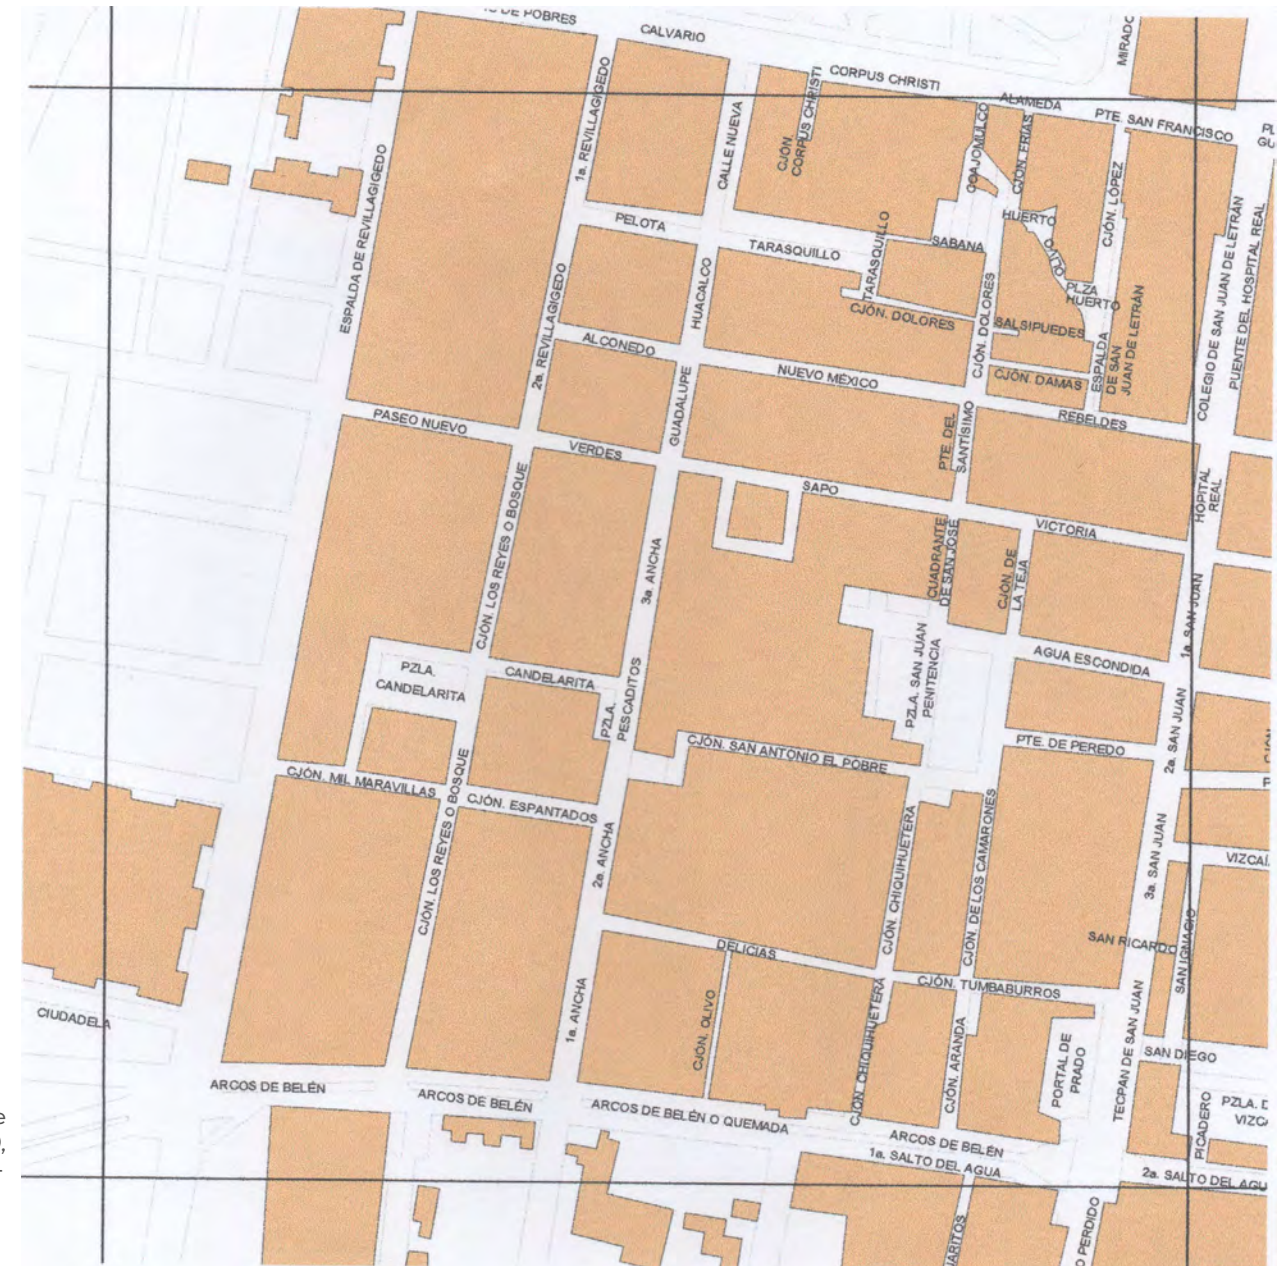 DE POBRES
CALVARIO
MIRADO
CORPUS CHRISTI
CJÓN.
CORPUS CHRISTI
ALAMEDA
PTE. SAN FRANCISCO
1a. REVILLAGIGEDO
CALLE NUEVA
COAJOMULCO
CJÓN. FRÍAS
CJÓN. LÓPEZ
ESPALDA DE REVILLAGIGEDO
PELOTA
TARASQUILLO
TARASQUILLO
SABANA
HUERTO
OLIVO
PLZA
HUERTO
COLEGIO DE SAN JUAN DE LETRÁN
PUENTE DEL HOSPITAL REAL
2a. REVILLAGIGEDO
HUACALCO
CJÓN. DOLORES
CJÓN. DOLORES
SALSIPUEDES
ESPALDA
DE SAN
JUAN DE LETRÁN
ALCONEDO
NUEVO MÉXICO
CJÓN. DAMAS
REBELDES
GUADALUPE
PASEO NUEVO
VERDES
PTE. DEL
SANTÍSIMO
SAPO
VICTORIA
HOPITAL
REAL
CJÓN. LOS REYES O BOSQUE
3a. ANCHA
CUADRANTE
DE SAN JOSÉ
CJÓN. DE
LA TEJA
1a. SAN JUAN
PZLA.
CANDELARITA
CANDELARITA
PZLA.
PESCADITOS
PZLA. SAN JUAN
PENITENCIA
AGUA ESCONDIDA
2a. SAN JUAN
CJÓN. SAN ANTONIO EL POBRE
PTE. DE PEREDO
CJÓN. MIL MARAVILLAS
CJÓN. ESPANTADOS
CJÓN. LOS REYES O BOSQUE
2a. ANCHA
CJÓN. CHIQUIHUETERA
CJÓN. DE LOS CAMARONES
3a. SAN JUAN
VIZCAÍ
SAN RICARDO
SAN IGNACIO
DELICIAS
CJÓN. TUMBABURROS
CIUDADELA
1a. ANCHA
CJÓN. OLIVO
CJÓN. CHIQUIHUETERA
CJÓN. ARANDA
PORTAL DE
PRADO
TECPAN DE SAN JUAN
SAN DIEGO
ARCOS DE BELÉN
ARCOS DE BELÉN
ARCOS DE BELÉN O QUEMADA
ARCOS DE BELÉN
PICADERO
PZLA. D
VIZC
1a. SALTO DEL AGUA
2a. SALTO DEL AGU
ARITOS
O PERDIDO